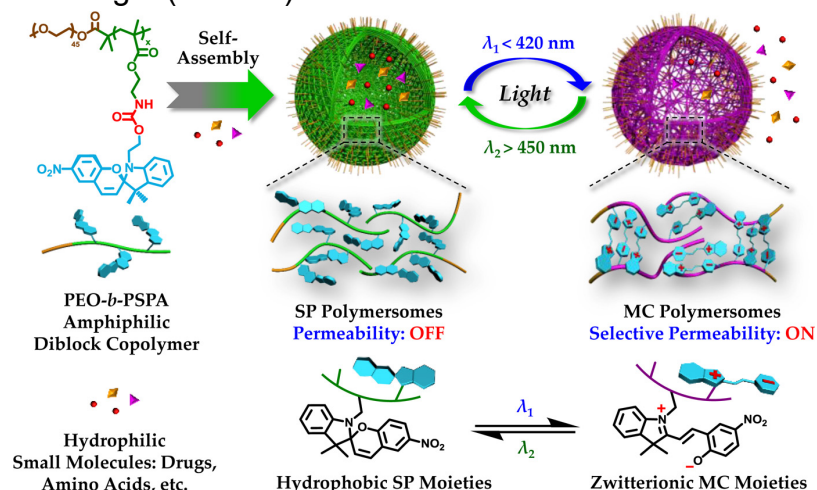 Self-
Assembly
λ1 < 420 nm
Light
λ2 > 450 nm
O
45
O
O
x
O
O
NH
O
O
N
O
O2N
PEO-b-PSPA
Amphiphilic
Diblock Copolymer
SP Polymersomes
Permeability: OFF
MC Polymersomes
Selective Permeability: ON
Hydrophilic
Small Molecules: Drugs,
Amino Acids, etc.
N
O
NO2
Hydrophobic SP Moieties
λ1
λ2
+
N
NO2
O
−
Zwitterionic MC Moieties